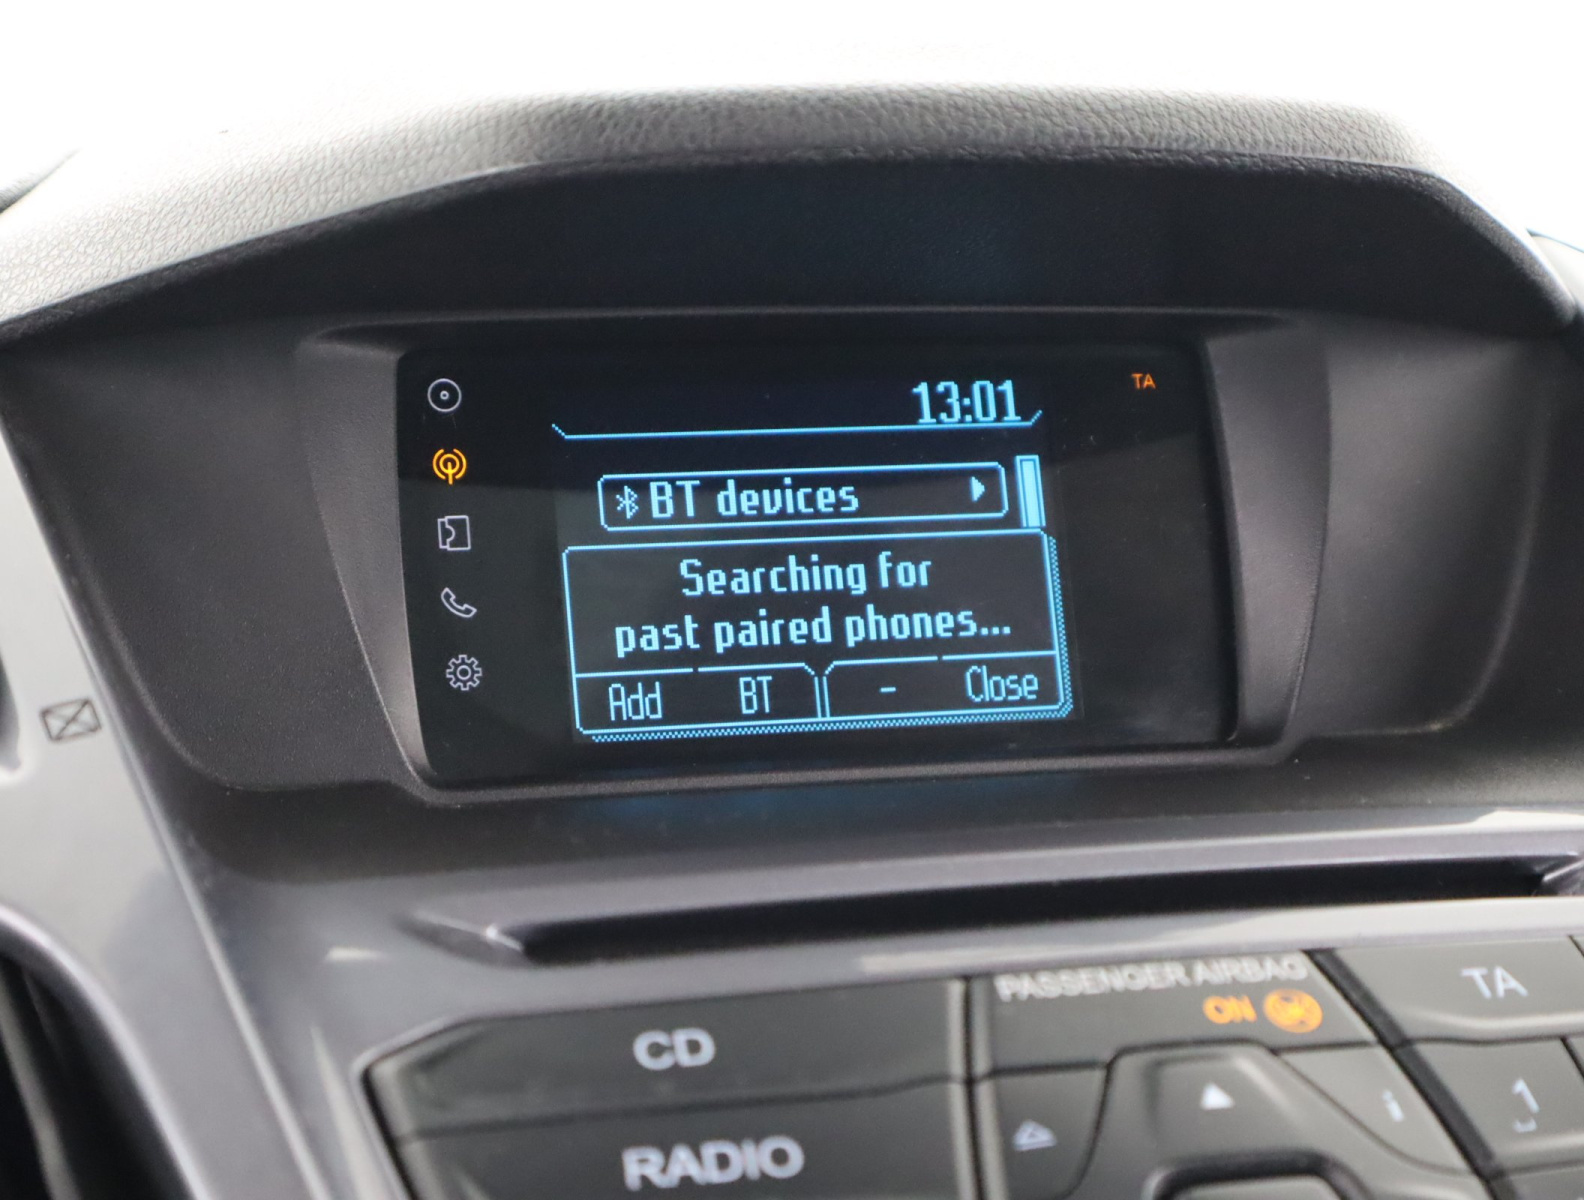 13:01
TA
BT devices
Searching for
past paired phones...
Add BT - Close
PASSENGER AIRBAG
ON
TA
CD
1
i
RADIO